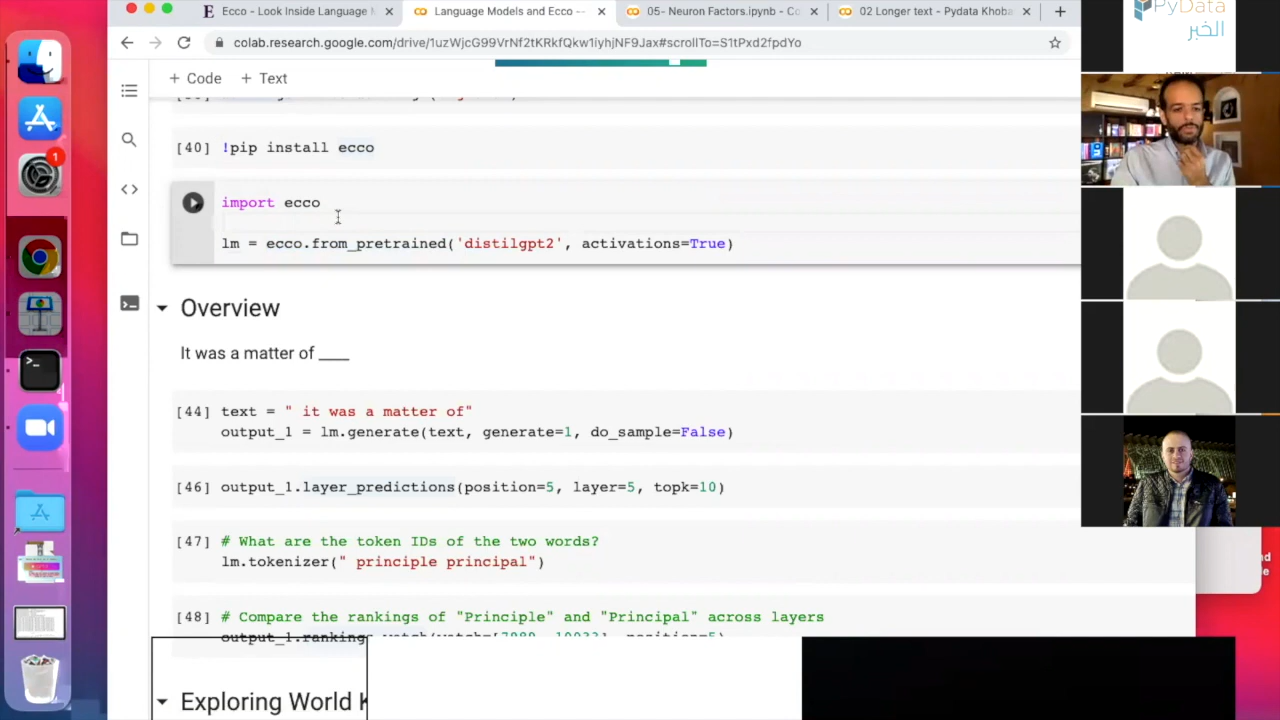 Ecco - Look Inside Language M
Language Models and Ecco --
05- Neuron Factors.ipynb - Co
02 Longer text - Pydata Khoba
PyData
الخبر
colab.research.google.com/drive/1uzWjcG99VrNf2tKRkfQkw1iyhjNF9Jax#scrollTo=S1tPxd2fpdYo
+ Code + Text
[40] !pip install ecco
import ecco
lm = ecco.from_pretrained('distilgpt2', activations=True)
Overview
It was a matter of ____
[44] text = " it was a matter of"
output_1 = lm.generate(text, generate=1, do_sample=False)
[46] output_1.layer_predictions(position=5, layer=5, topk=10)
[47] # What are the token IDs of the two words?
lm.tokenizer(" principle principal")
[48] # Compare the rankings of "Principle" and "Principal" across layers
Exploring World
1